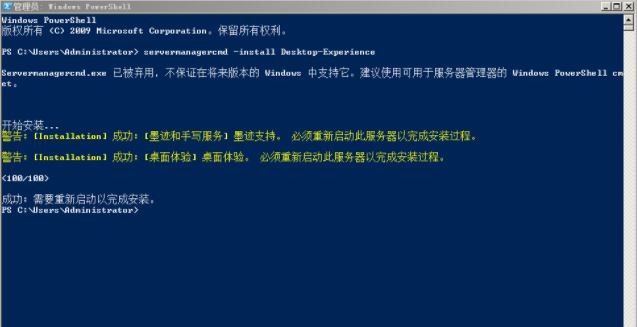 管理员: Windows PowerShell
Windows PowerShell
版权所有 (C) 2009 Microsoft Corporation。保留所有权利。
PS C:\Users\Administrator> servermanagercmd -install Desktop-Experience
Servermanagercmd.exe 已被弃用，不保证在将来版本的 Windows 中支持它。建议使用可用于服务器管理器的 Windows PowerShell cmdl
et。
开始安装...
警告: [Installation] 成功: [墨迹和手写服务] 墨迹支持。 必须重新启动此服务器以完成安装过程。
警告: [Installation] 成功: [桌面体验] 桌面体验。 必须重新启动此服务器以完成安装过程。
<100/100>
成功: 需要重新启动以完成安装。
PS C:\Users\Administrator>